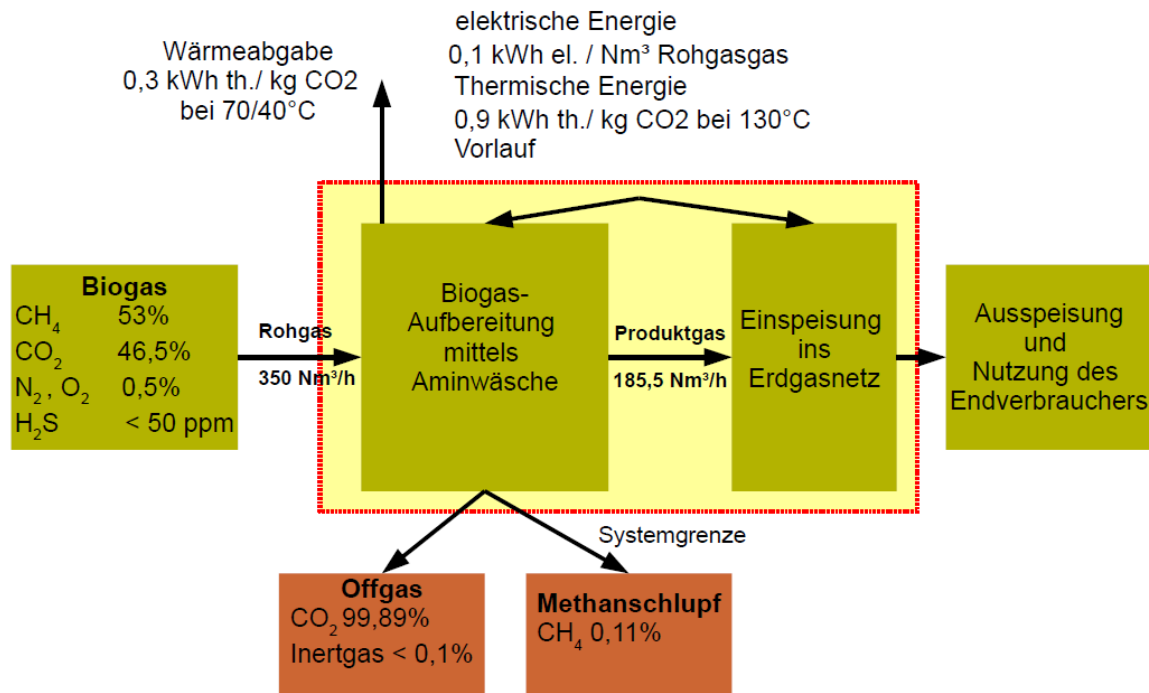 elektrische Energie
0,1 kWh el. / Nm³ Rohgasgas
Thermische Energie
0,9 kWh th./ kg CO2 bei 130°C
Vorlauf
Wärmeabgabe
0,3 kWh th./ kg CO2
bei 70/40°C
Biogas
CH₄ 53%
CO₂ 46,5%
N₂ , O₂ 0,5%
H₂S < 50 ppm
Rohgas
350 Nm³/h
Biogas-
Aufbereitung
mittels
Aminwäsche
Produktgas
185,5 Nm³/h
Einspeisung
ins
Erdgasnetz
Ausspeisung
und
Nutzung des
Endverbrauchers
Systemgrenze
Offgas
CO₂ 99,89%
Inertgas < 0,1%
Methanschlupf
CH₄ 0,11%